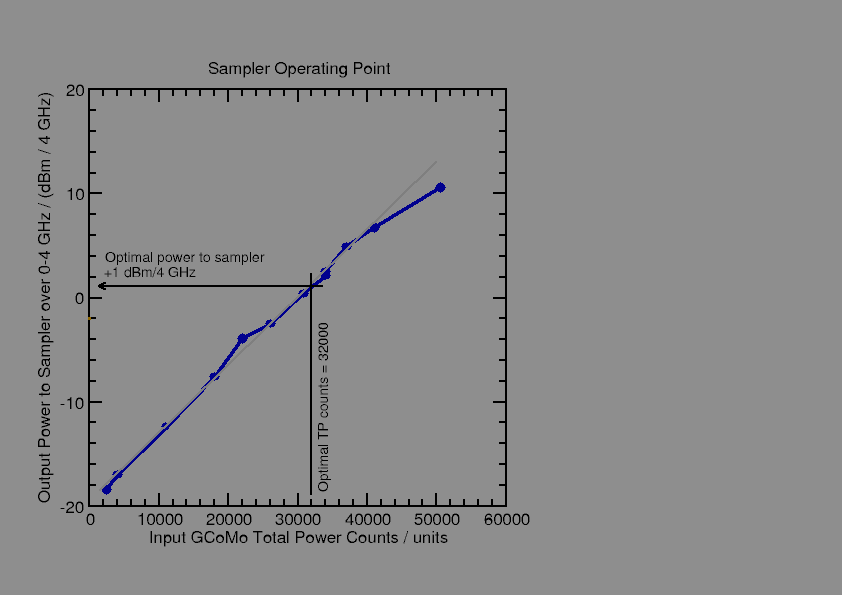 Sampler Operating Point
Output Power to Sampler over 0-4 GHz / (dBm / 4 GHz)
20
10
0
-10
-20
Optimal power to sampler
+1 dBm/4 GHz
Optimal TP counts = 32000
0 10000 20000 30000 40000 50000 60000
Input GCoMo Total Power Counts / units